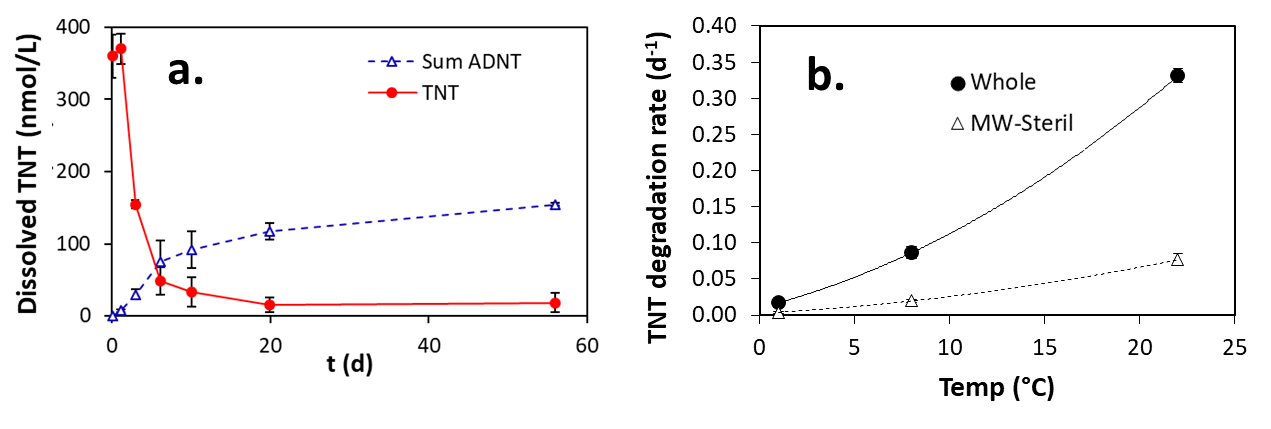 Dissolved TNT (nmol/L)
400
300
200
100
0
a.
Sum ADNT
TNT
0
20
40
60
t (d)
TNT degradation rate (d-1)
0.40
0.35
0.30
0.25
0.20
0.15
0.10
0.05
0.00
b.
Whole
MW-Steril
0
5
10
15
20
25
Temp (°C)